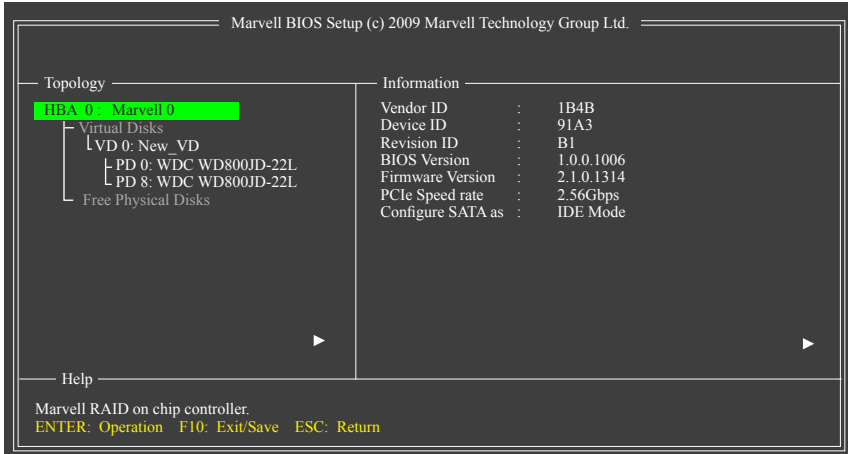 Marvell BIOS Setup (c) 2009 Marvell Technology Group Ltd.
Topology
HBA 0 : Marvell 0
Virtual Disks
VD 0: New_VD
PD 0: WDC WD800JD-22L
PD 8: WDC WD800JD-22L
Free Physical Disks
Information
Vendor ID : 1B4B
Device ID : 91A3
Revision ID : B1
BIOS Version : 1.0.0.1006
Firmware Version : 2.1.0.1314
PCIe Speed rate : 2.56Gbps
Configure SATA as : IDE Mode
Help
Marvell RAID on chip controller.
ENTER: Operation F10: Exit/Save ESC: Return